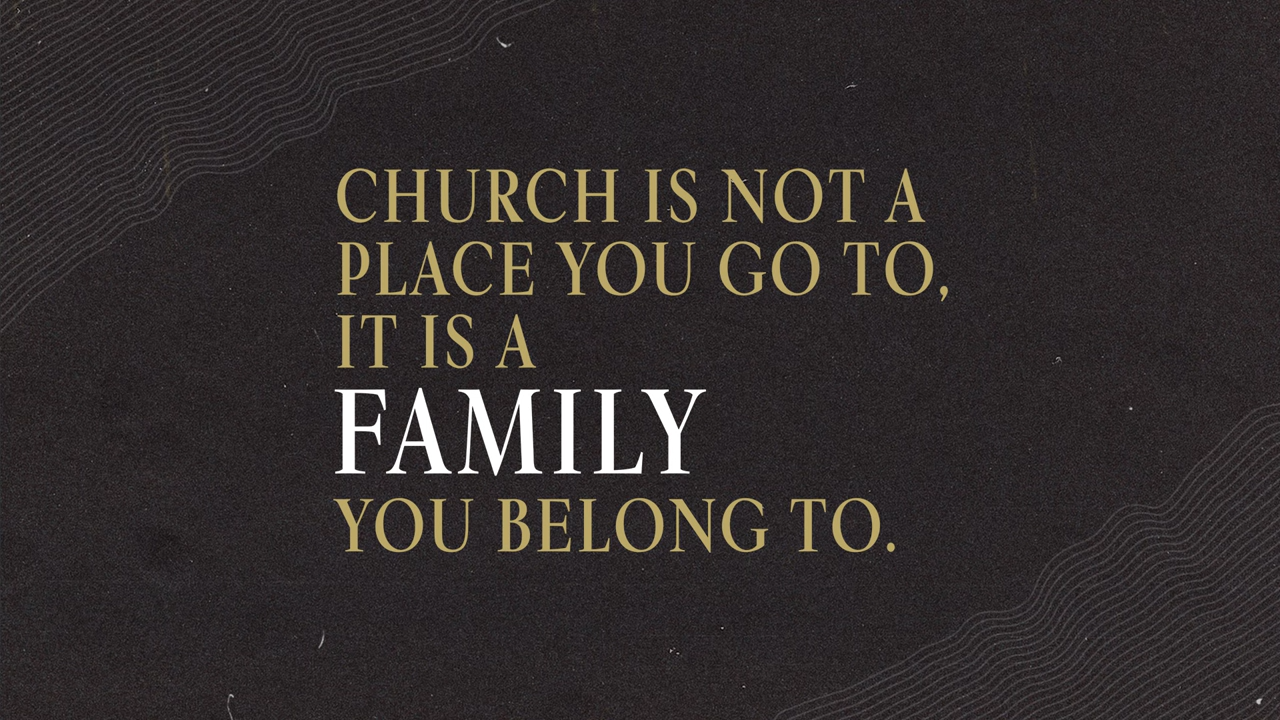 CHURCH IS NOT A
PLACE YOU GO TO,
IT IS A
FAMILY
YOU BELONG TO.